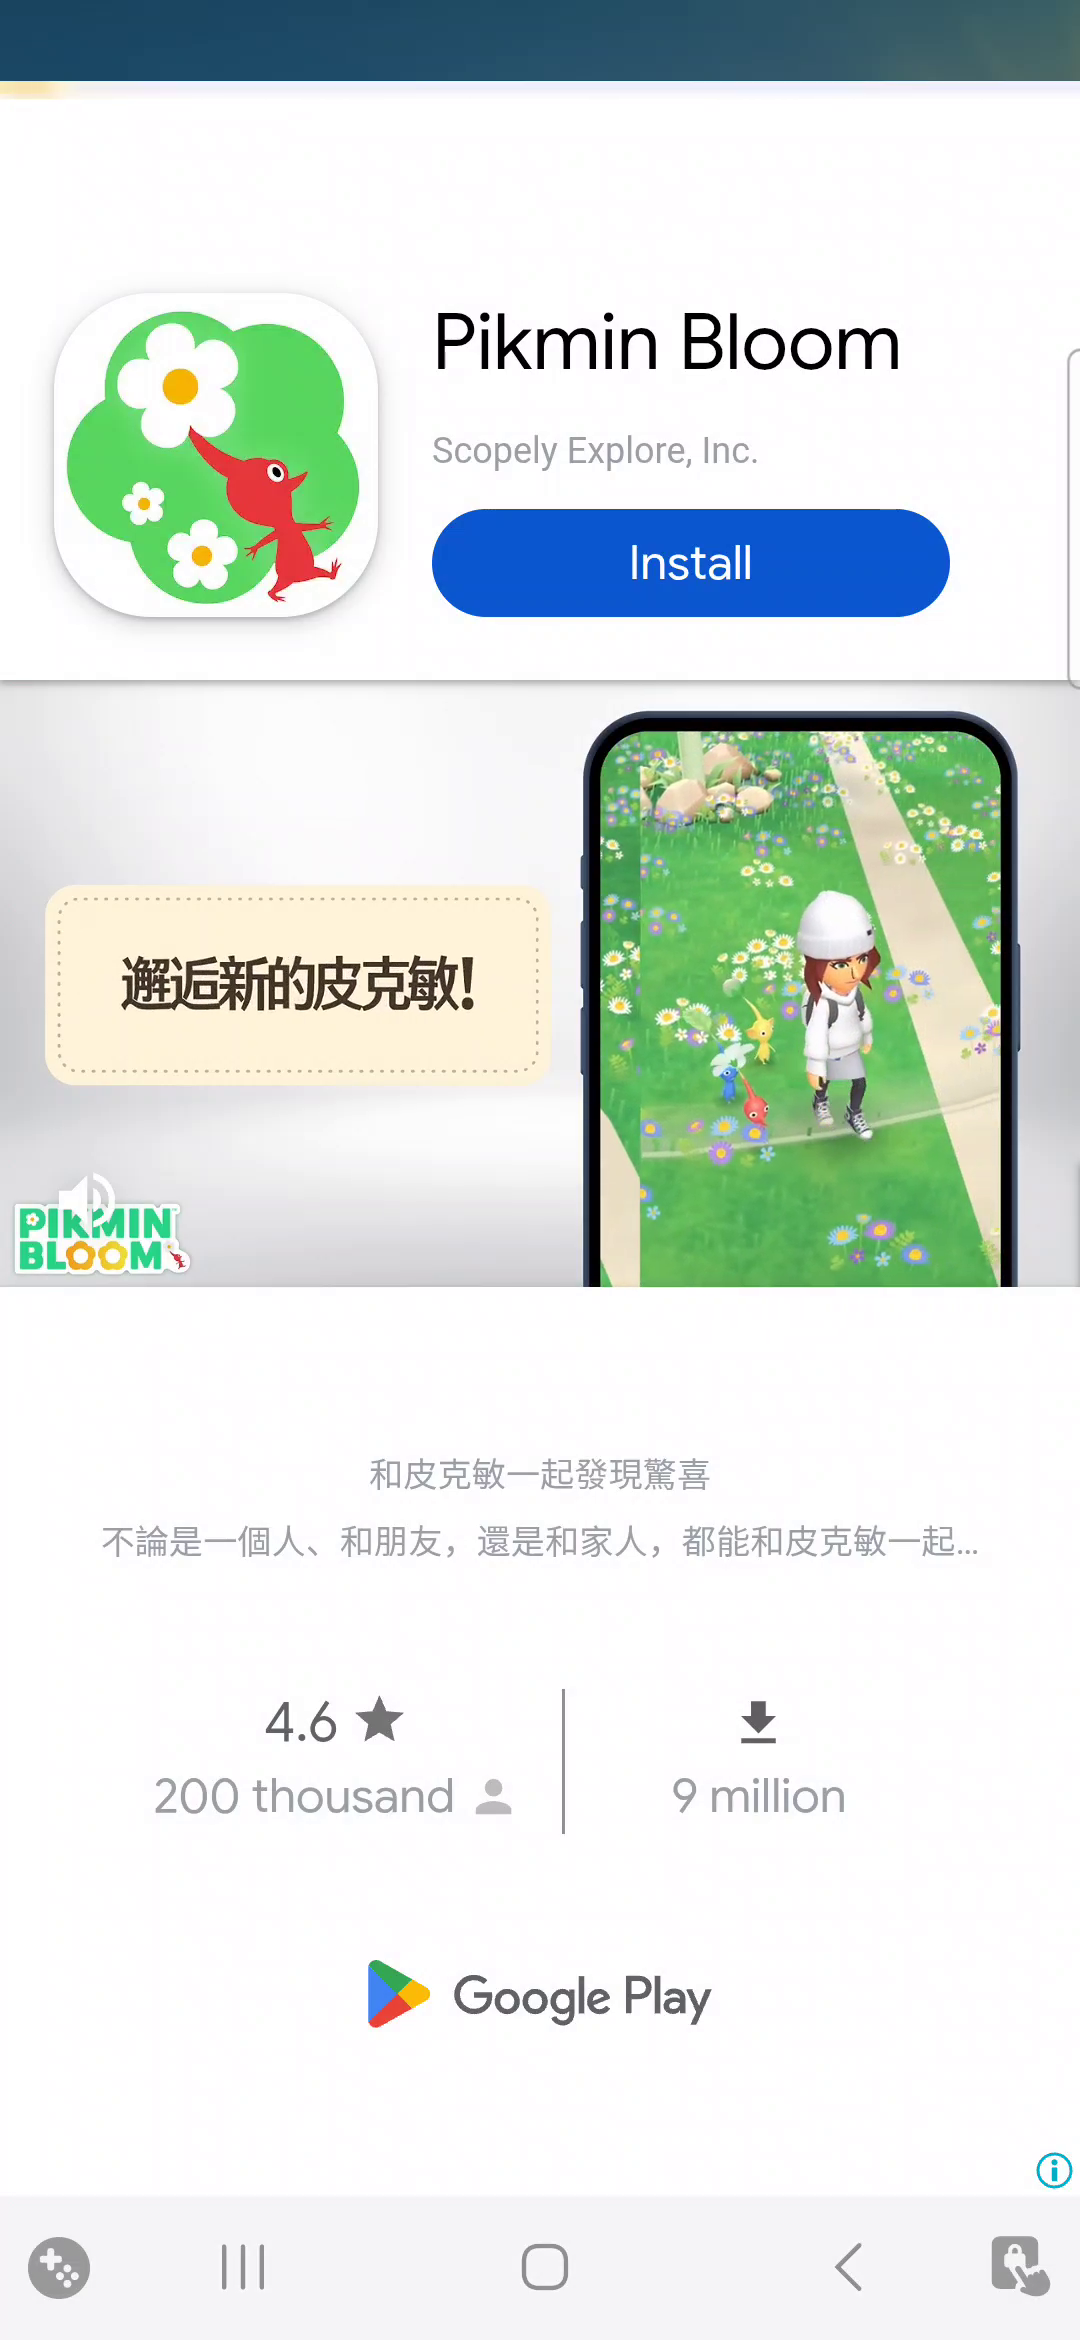 Pikmin Bloom
Scopely Explore, Inc.
Install
邂逅新的皮克敏!
PIKMIN
BLOOM
和皮克敏一起發現驚喜
不論是一個人、和朋友，還是和家人，都能和皮克敏一起...
4.6
200 thousand
9 million
Google Play